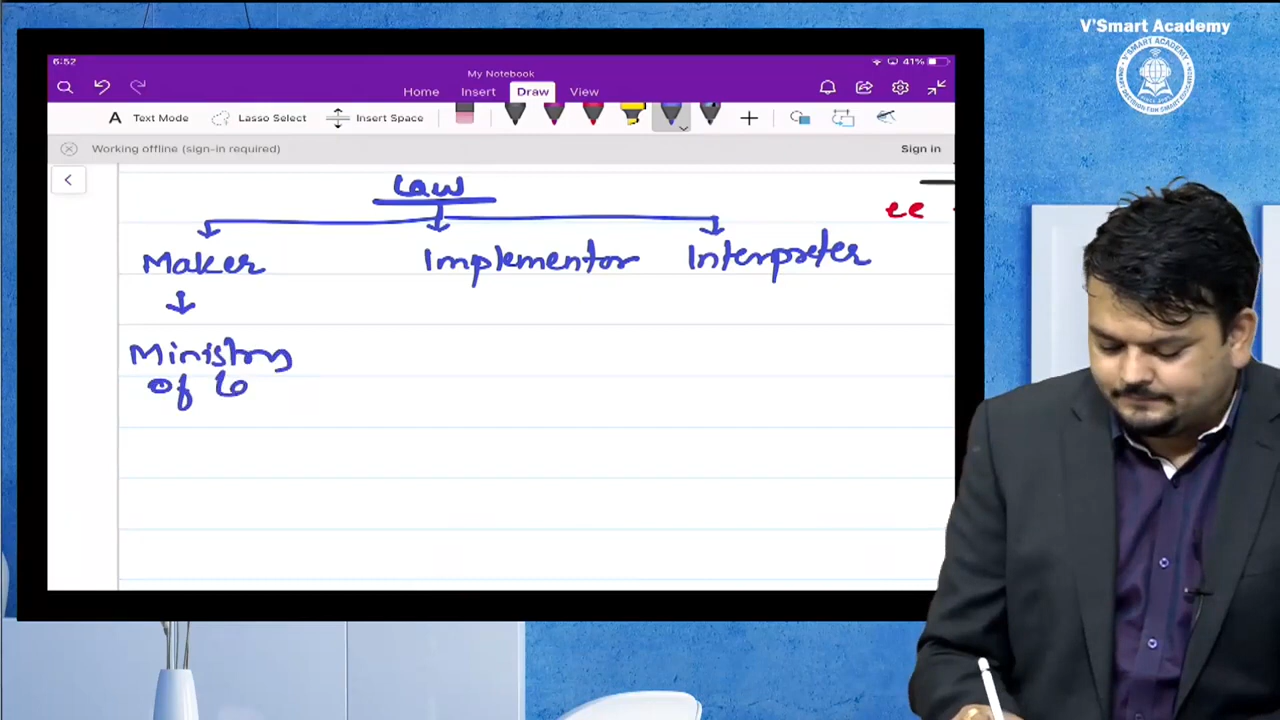 V'Smart Academy
6:52
41%
My Notebook
Home Insert Draw View
Text Mode Lasso Select Insert Space
Working offline (sign-in required)
Sign in
Law
ee
Maker Implementor Interpreter
Ministry
of